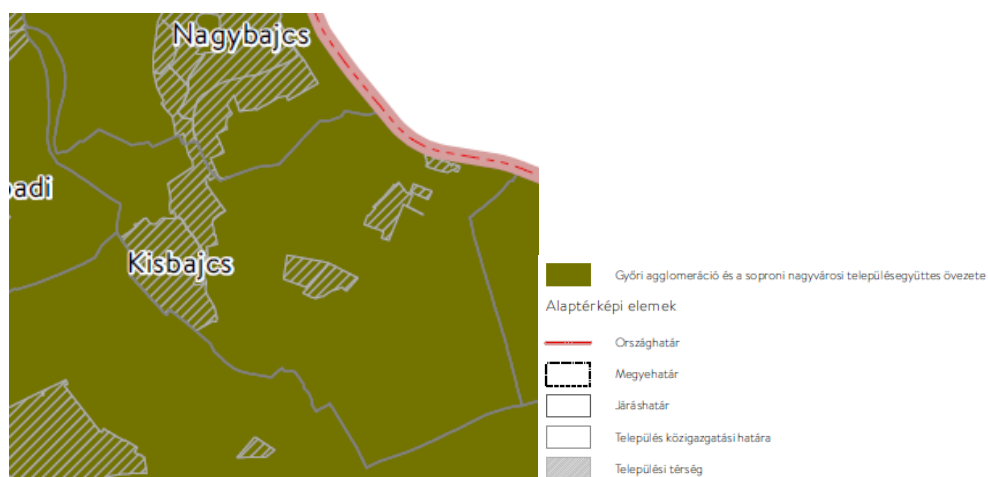 Nagybajcs
Kisbajcs
Győri agglomeráció és a soproni nagyvárosi településegyüttes övezete
Alaptérképi elemek
Országhatár
Megyehatár
Járáshatár
Település közigazgatási határa
Települési térség